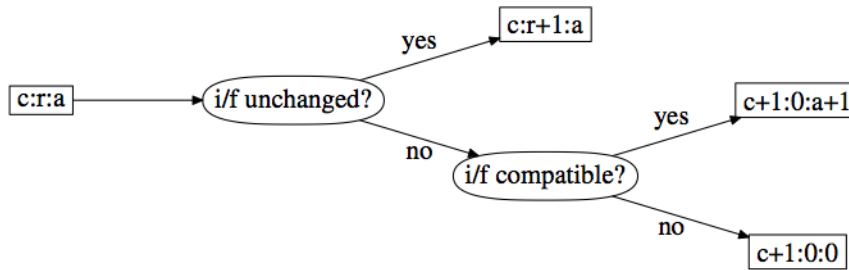 c:r:a
i/f unchanged?
yes
c:r+1:a
no
i/f compatible?
yes
c+1:0:a+1
no
c+1:0:0